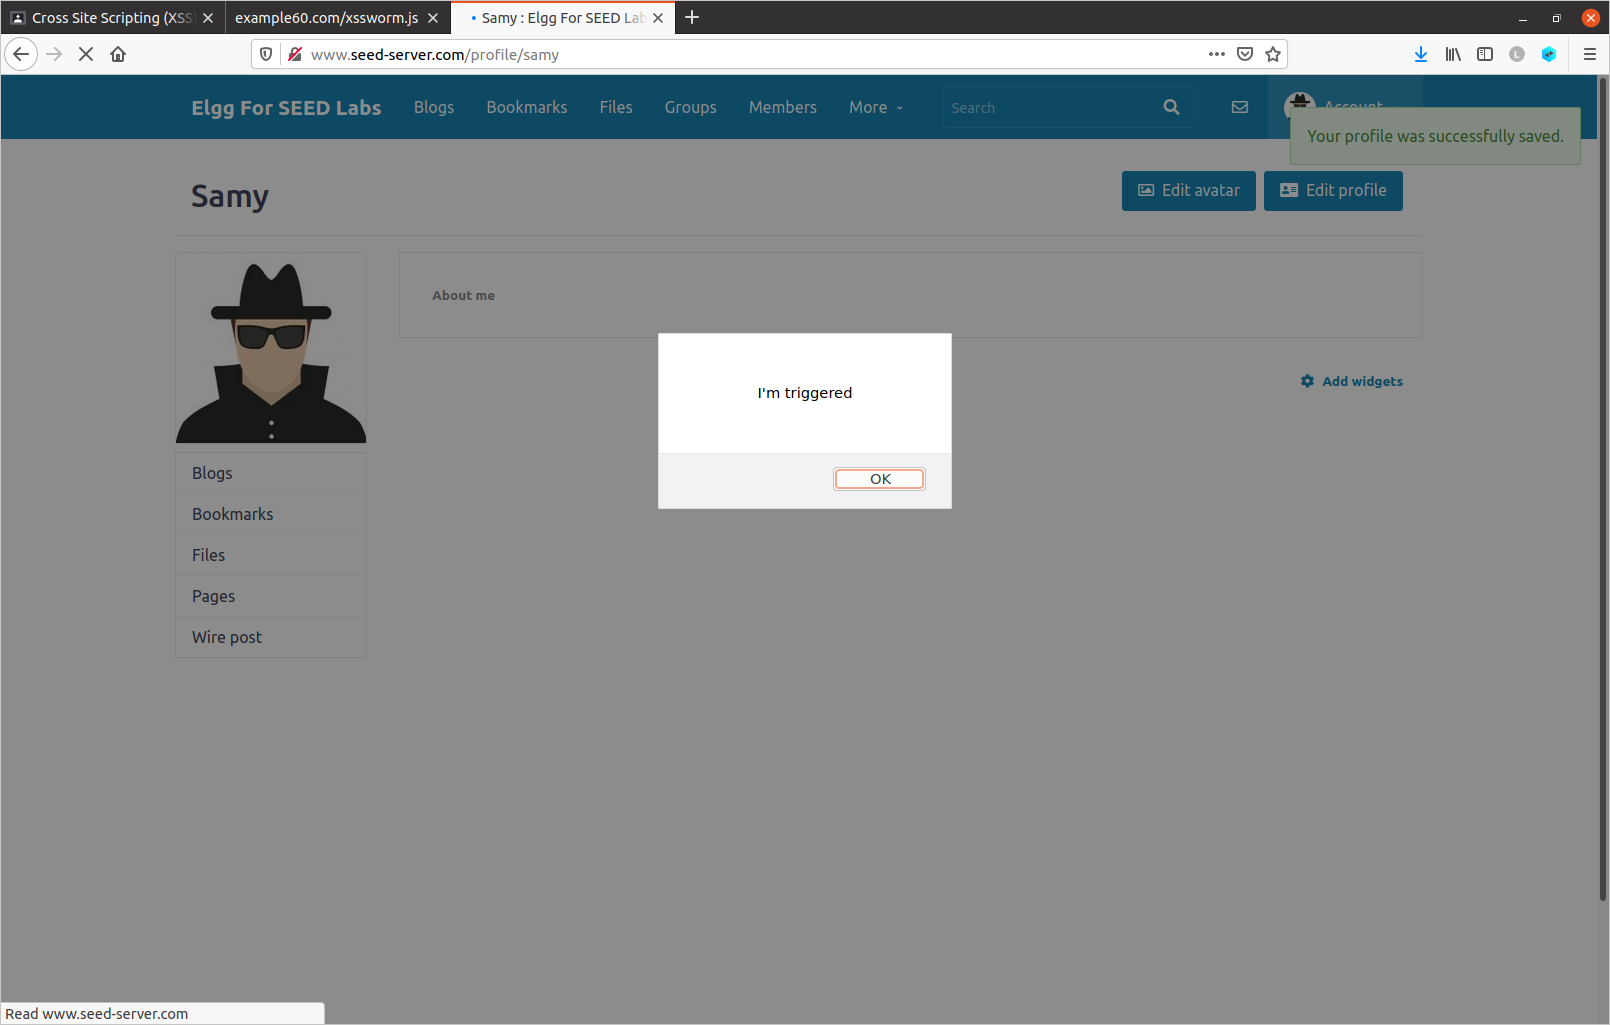 Cross Site Scripting (XSS)
example60.com/xssworm.js
Samy : Elgg For SEED Lab
www.seed-server.com/profile/samy
L
Elgg For SEED Labs Blogs Bookmarks Files Groups Members More Search Account
Your profile was successfully saved.
Samy
Edit avatar Edit profile
About me
I'm triggered
OK
Add widgets
Blogs
Bookmarks
Files
Pages
Wire post
Read www.seed-server.com